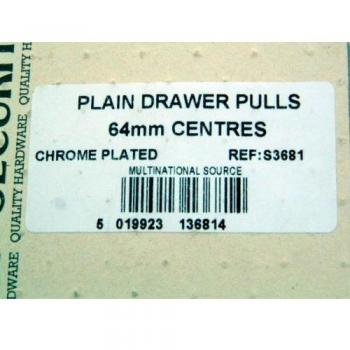 PLAIN DRAWER PULLS
64mm CENTRES
CHROME PLATED REF:S3681
MULTINATIONAL SOURCE
5 019923 136814
QUALITY HARDWARE QUALITY HARDWARE